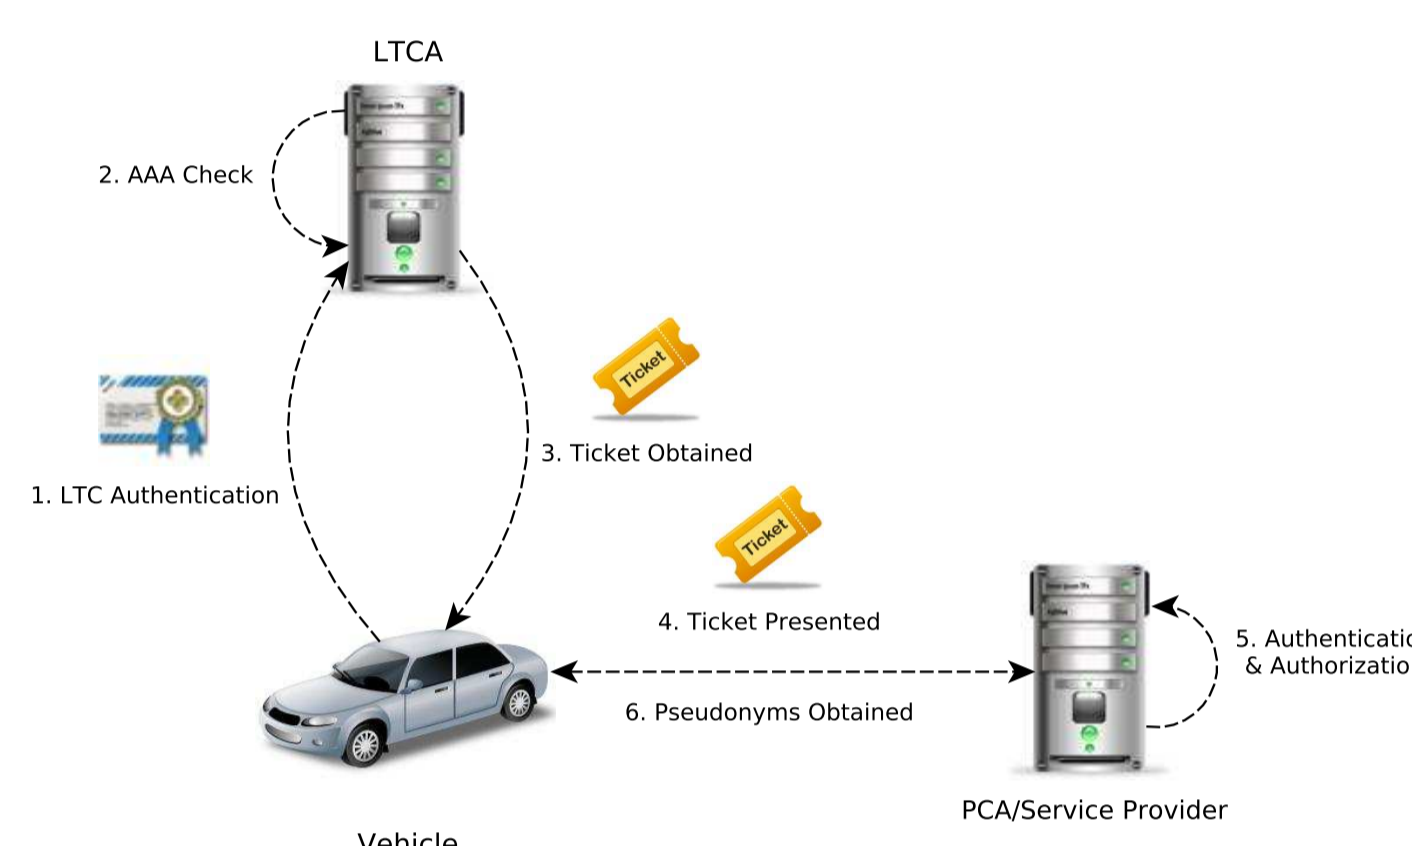 LTCA
2. AAA Check
Ticket
3. Ticket Obtained
1. LTC Authentication
Ticket
4. Ticket Presented
5. Authenticatio
& Authorizatio
6. Pseudonyms Obtained
PCA/Service Provider
Vehicle